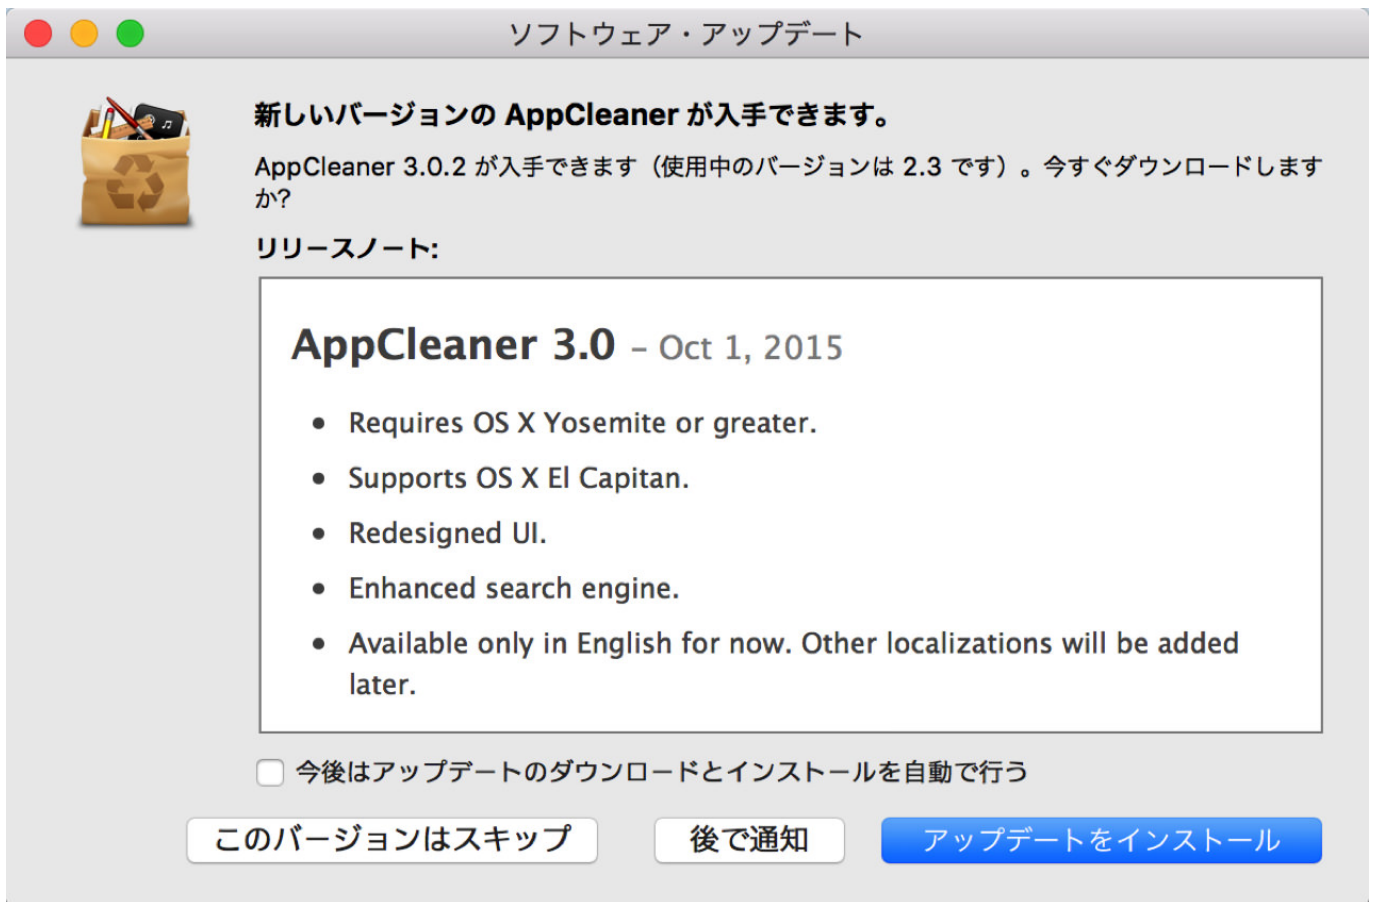 ソフトウェア・アップデート
新しいバージョンの AppCleaner が入手できます。
AppCleaner 3.0.2 が入手できます（使用中のバージョンは 2.3 です）。今すぐダウンロードします
か?
リリースノート:
AppCleaner 3.0 – Oct 1, 2015
• Requires OS X Yosemite or greater.
• Supports OS X El Capitan.
• Redesigned UI.
• Enhanced search engine.
• Available only in English for now. Other localizations will be added
later.
今後はアップデートのダウンロードとインストールを自動で行う
このバージョンはスキップ 後で通知 アップデートをインストール